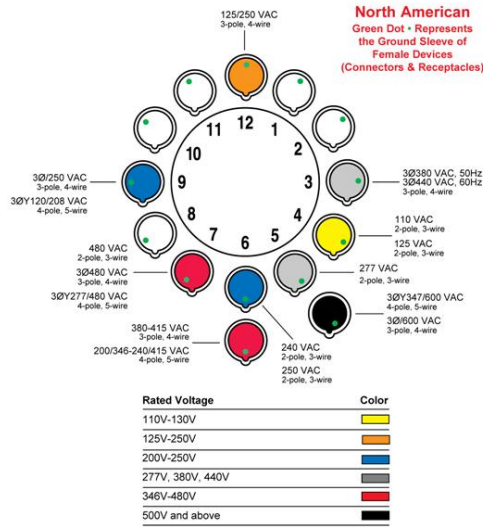 125/250 VAC
3-pole, 4-wire
North American
Green Dot • Represents
the Ground Sleeve of
Female Devices
(Connectors & Receptacles)
12
1
2
3
4
5
6
7
8
9
10
11
3Ø/250 VAC
3-pole, 4-wire
3ØY120/208 VAC
4-pole, 5-wire
3Ø380 VAC, 50Hz
3Ø440 VAC, 60Hz
3-pole, 4-wire
110 VAC
2-pole, 3-wire
125 VAC
2-pole, 3-wire
480 VAC
2-pole, 3-wire
3Ø480 VAC
3-pole, 4-wire
3ØY277/480 VAC
4-pole, 5-wire
277 VAC
2-pole, 3-wire
3ØY347/600 VAC
4-pole, 5-wire
3Ø/600 VAC
3-pole, 4-wire
380-415 VAC
3-pole, 4-wire
200/346-240/415 VAC
4-pole, 5-wire
240 VAC
2-pole, 3-wire
250 VAC
2-pole, 3-wire
Rated Voltage Color
110V-130V
125V-250V
200V-250V
277V, 380V, 440V
346V-480V
500V and above